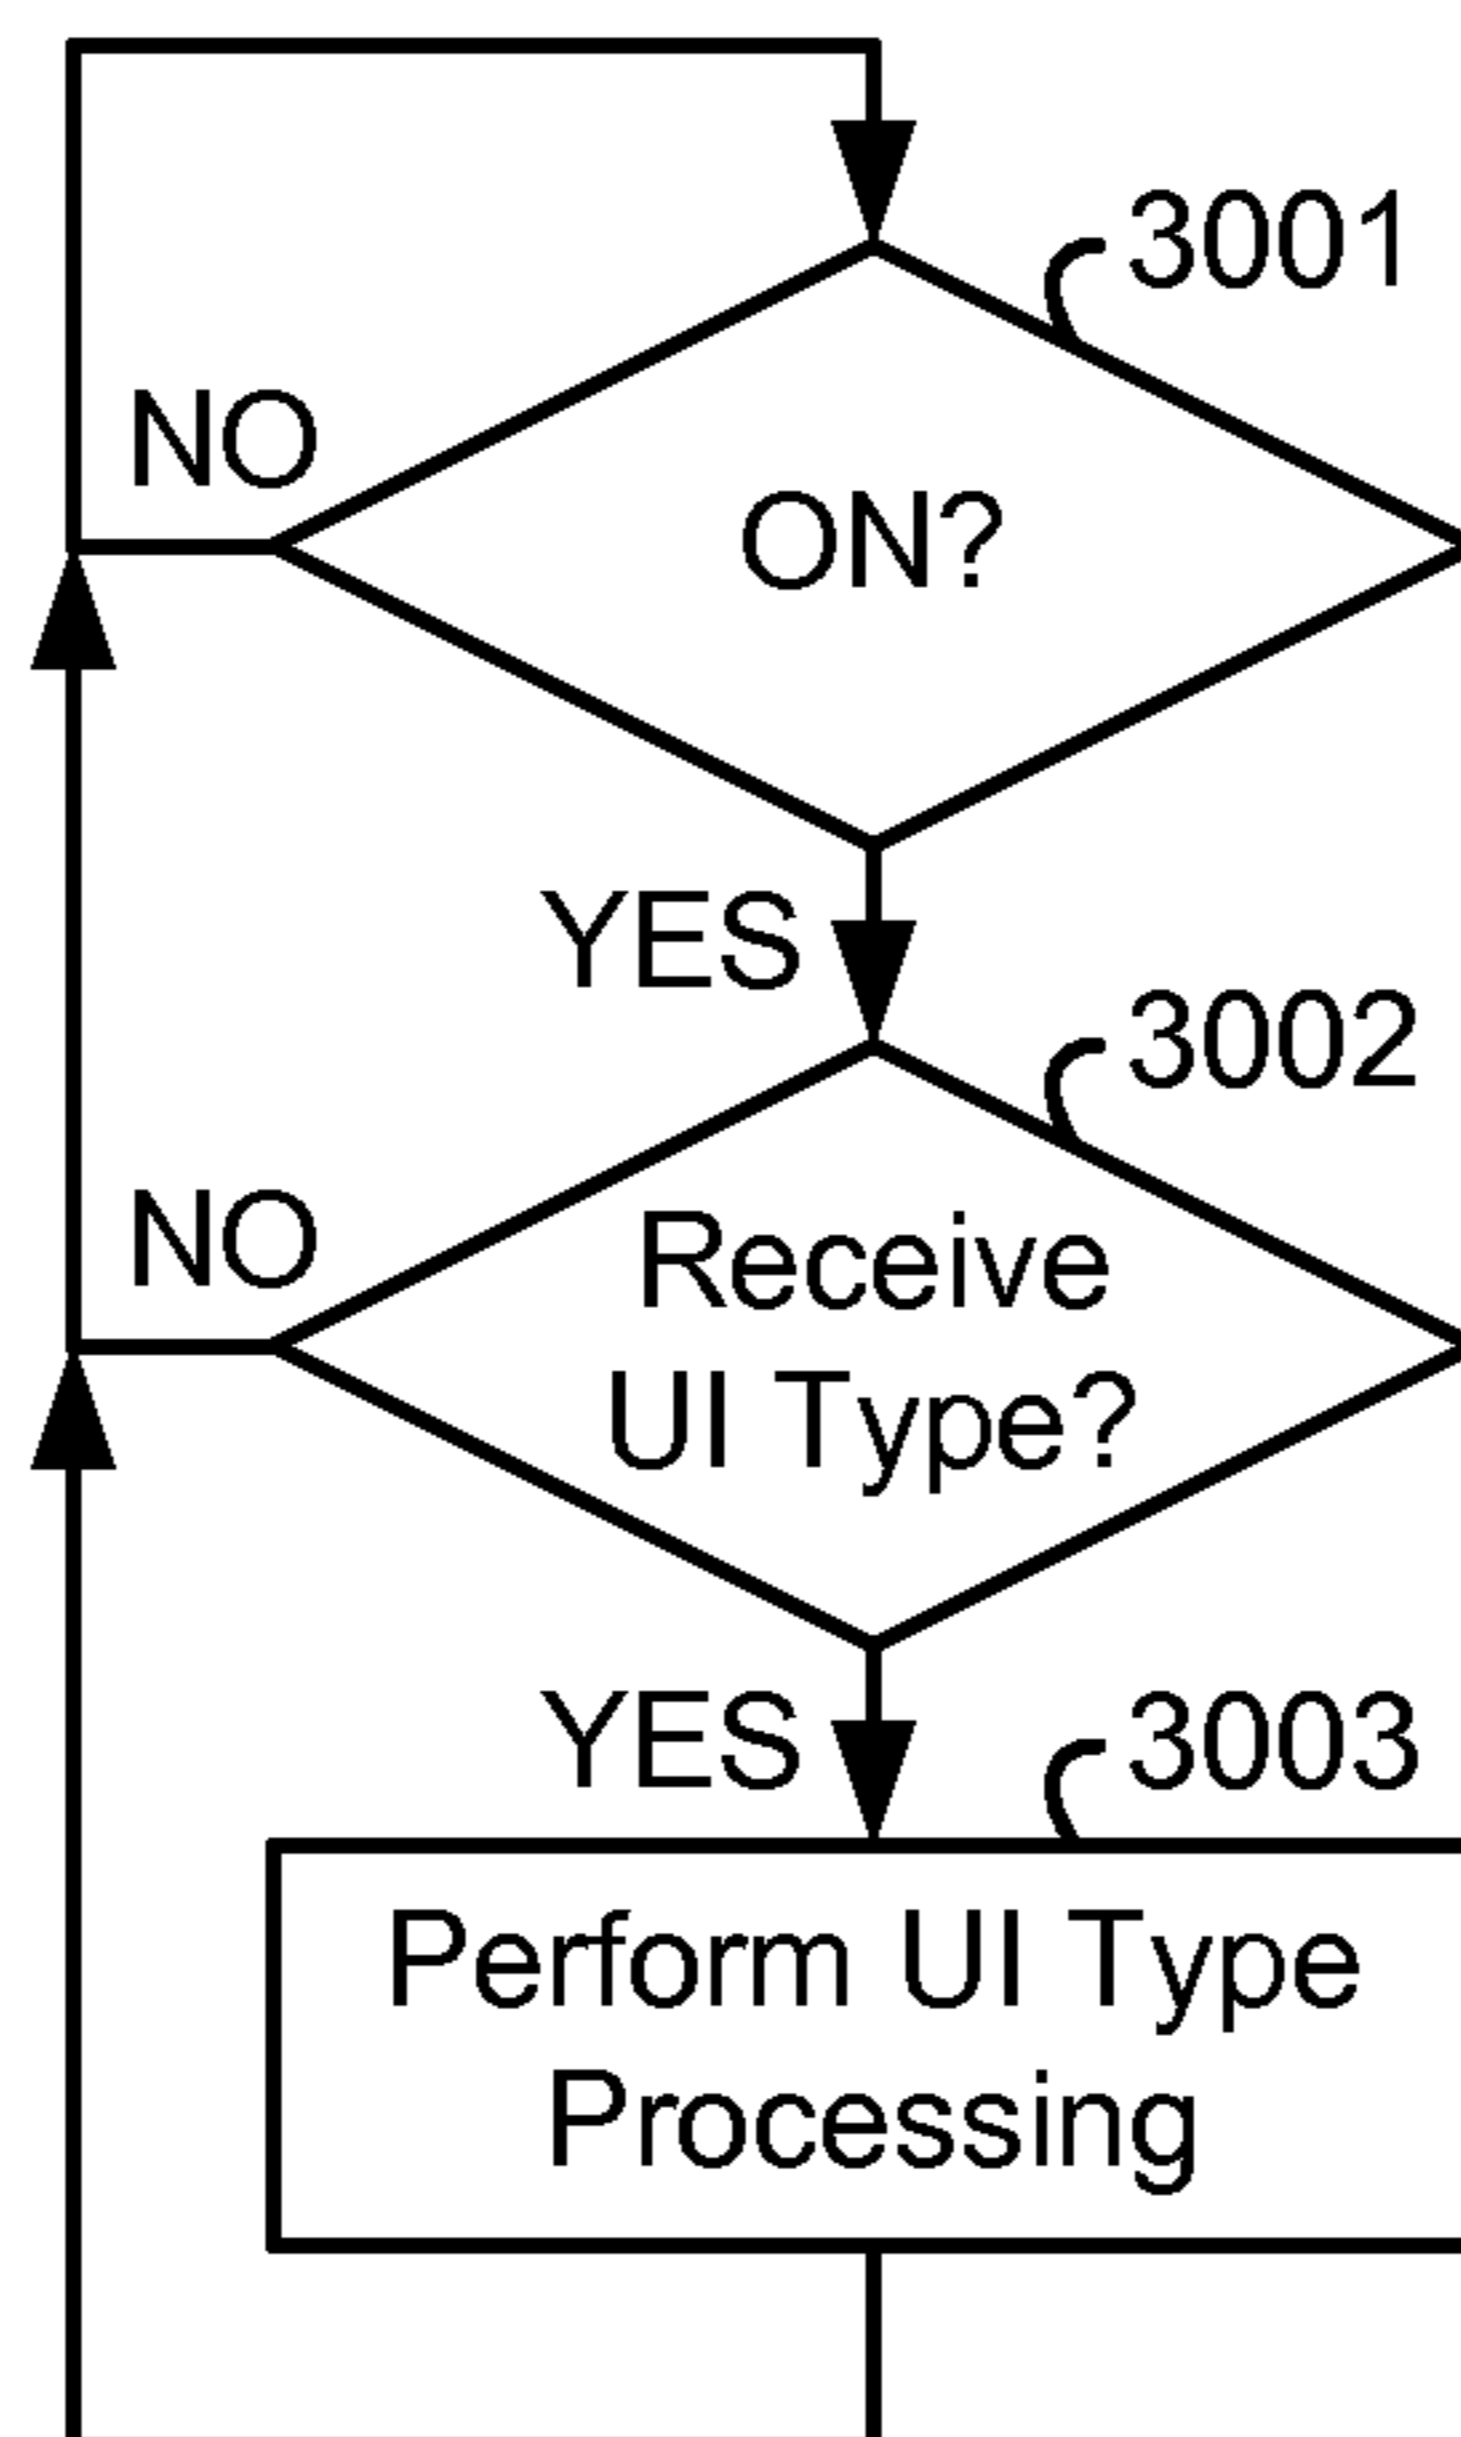 3001
NO
ON?
YES
3002
NO
Receive
UI Type?
YES
3003
Perform UI Type
Processing